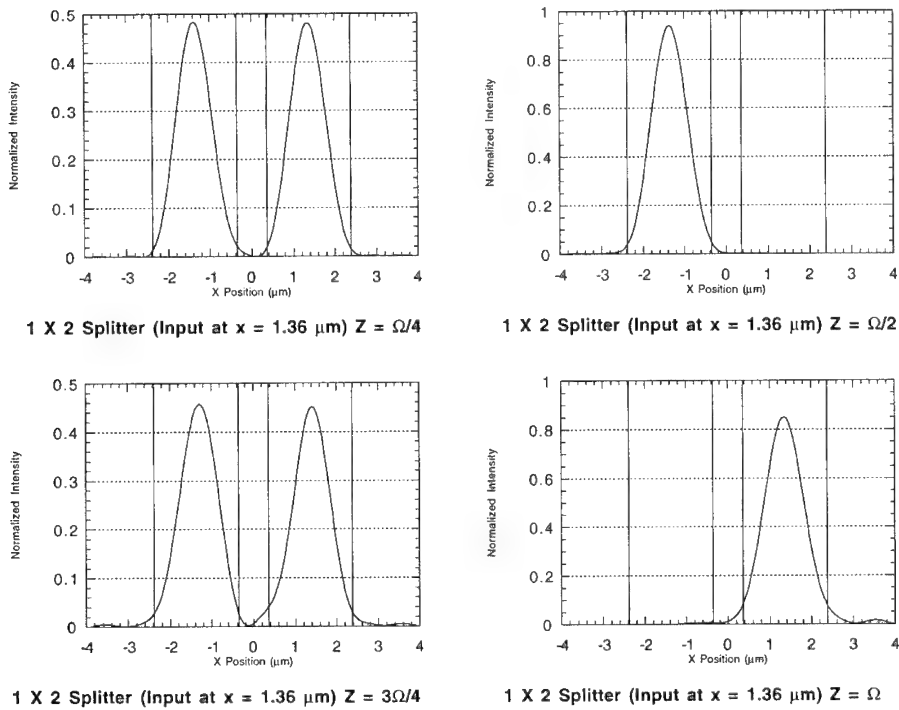 0.5
0.4
0.3
0.2
0.1
0
Normalized Intensity
-4 -3 -2 -1 0 1 2 3 4
X Position (μm)
1 X 2 Splitter (Input at x = 1.36 μm) Z = Ω/4
1
0.8
0.6
0.4
0.2
0
Normalized Intensity
-4 -3 -2 -1 0 1 2 3 4
X Position (μm)
1 X 2 Splitter (Input at x = 1.36 μm) Z = Ω/2
0.5
0.4
0.3
0.2
0.1
0
Normalized Intensity
-4 -3 -2 -1 0 1 2 3 4
X Position (μm)
1 X 2 Splitter (Input at x = 1.36 μm) Z = 3Ω/4
1
0.8
0.6
0.4
0.2
0
Normalized Intensity
-4 -3 -2 -1 0 1 2 3 4
X Position (μm)
1 X 2 Splitter (Input at x = 1.36 μm) Z = Ω